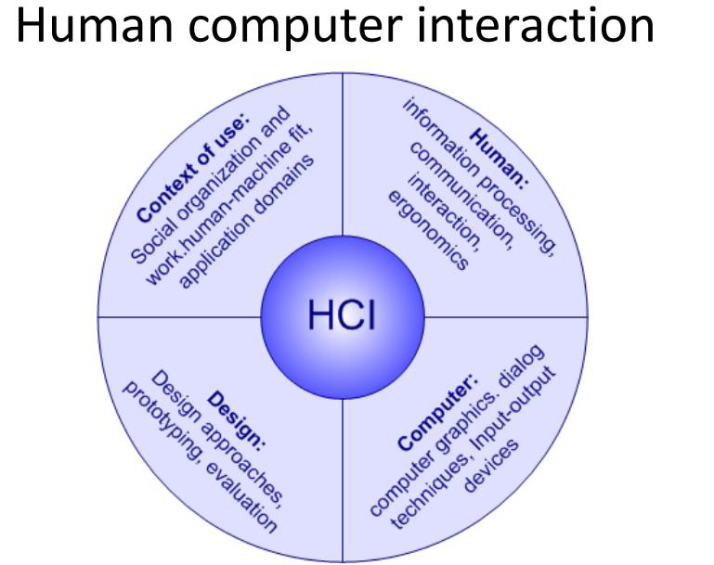 Human computer interaction
Context of use:
Social organization and
work.human-machine fit,
application domains
Human:
information processing,
communication,
interaction,
ergonomics
HCI
Design:
Design approaches,
prototyping, evaluation
Computer:
computer graphics. dialog
techniques, Input-output
devices